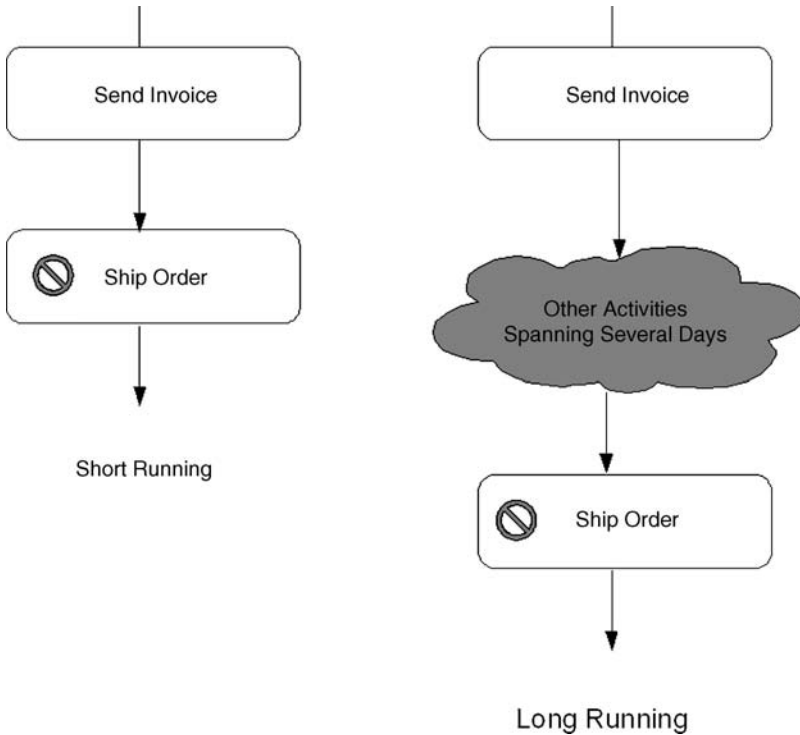 Send Invoice
Ship Order
Short Running
Send Invoice
Other Activities
Spanning Several Days
Ship Order
Long Running